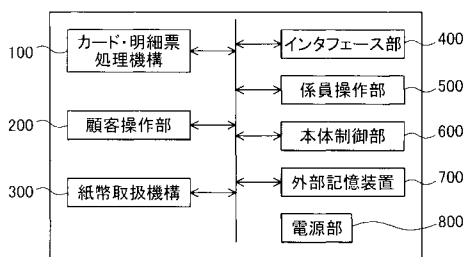 100
カード・明細票
処理機構
200
顧客操作部
300
紙幣取扱機構
インタフェース部
400
係員操作部
500
本体制御部
600
外部記憶装置
700
電源部
800